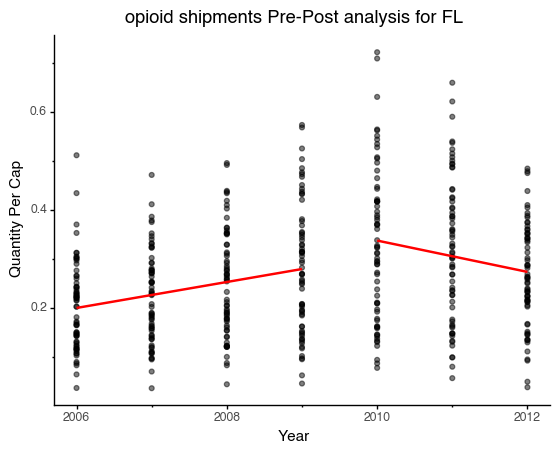 opioid shipments Pre-Post analysis for FL
Quantity Per Cap
0.6
0.4
0.2
2006
2008
2010
2012
Year